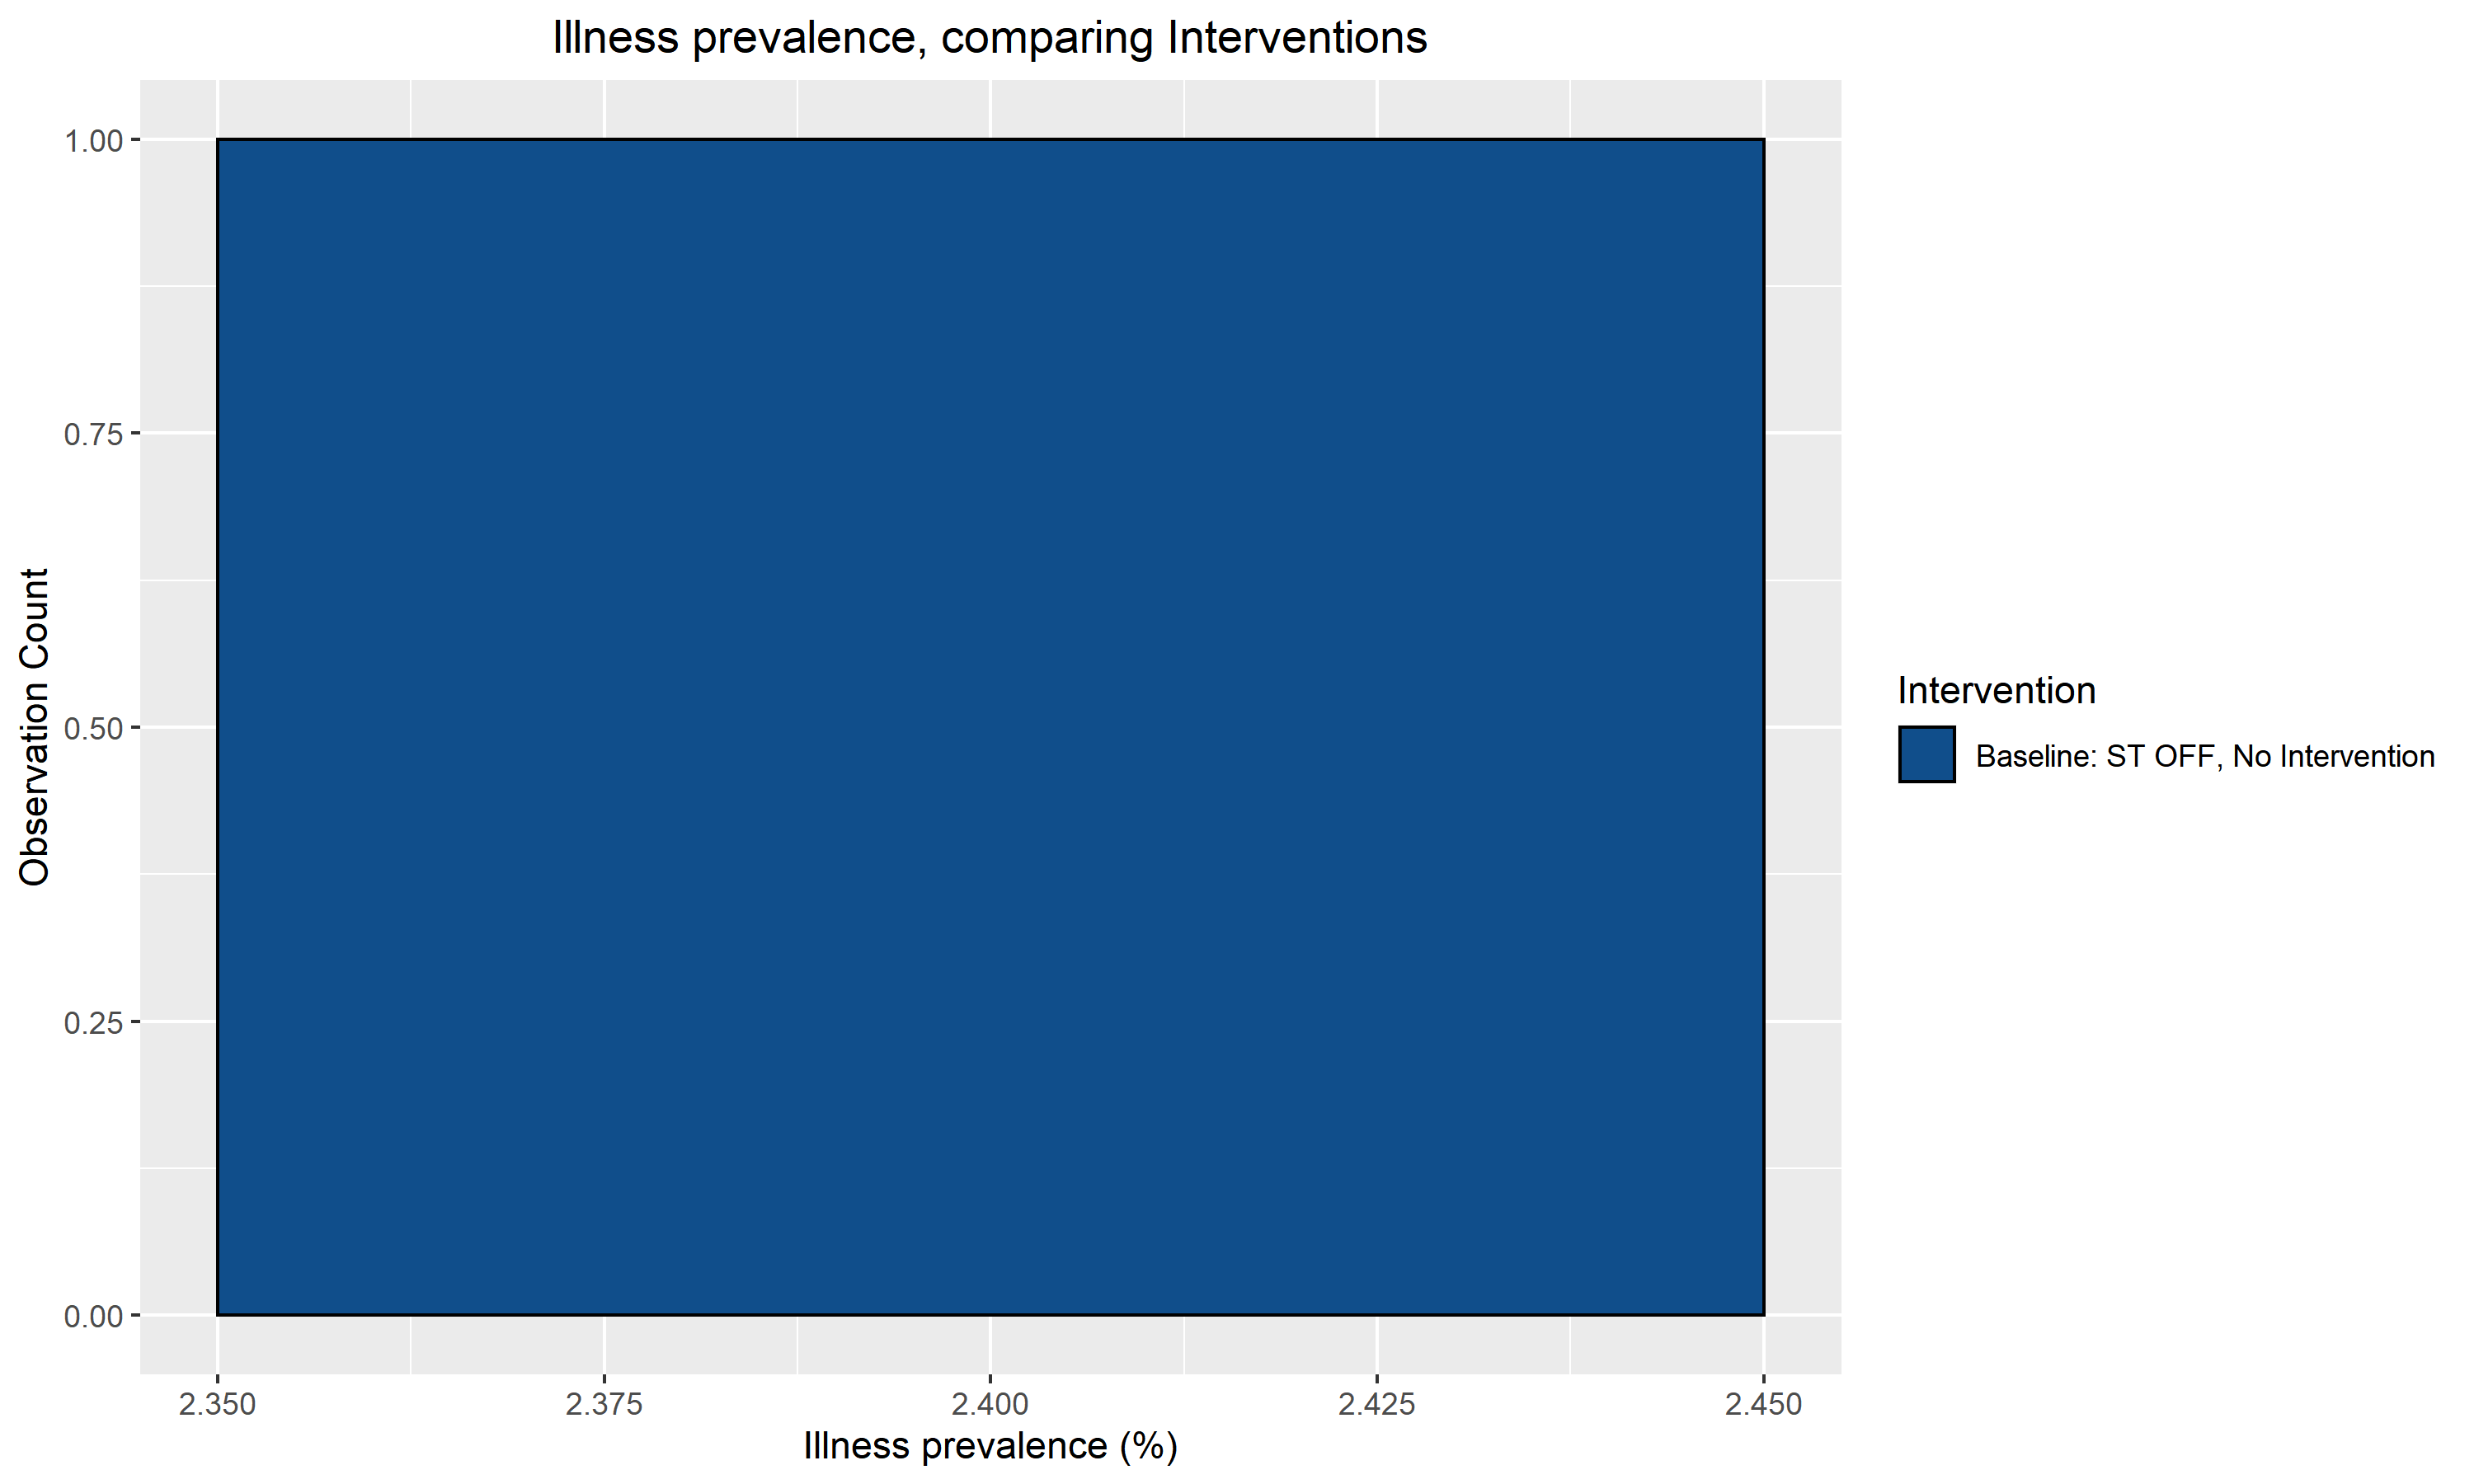 Illness prevalence, comparing Interventions
1.00
0.75
0.50
0.25
0.00
Observation Count
2.350 2.375 2.400 2.425 2.450
Illness prevalence (%)
Intervention
Baseline: ST OFF, No Intervention